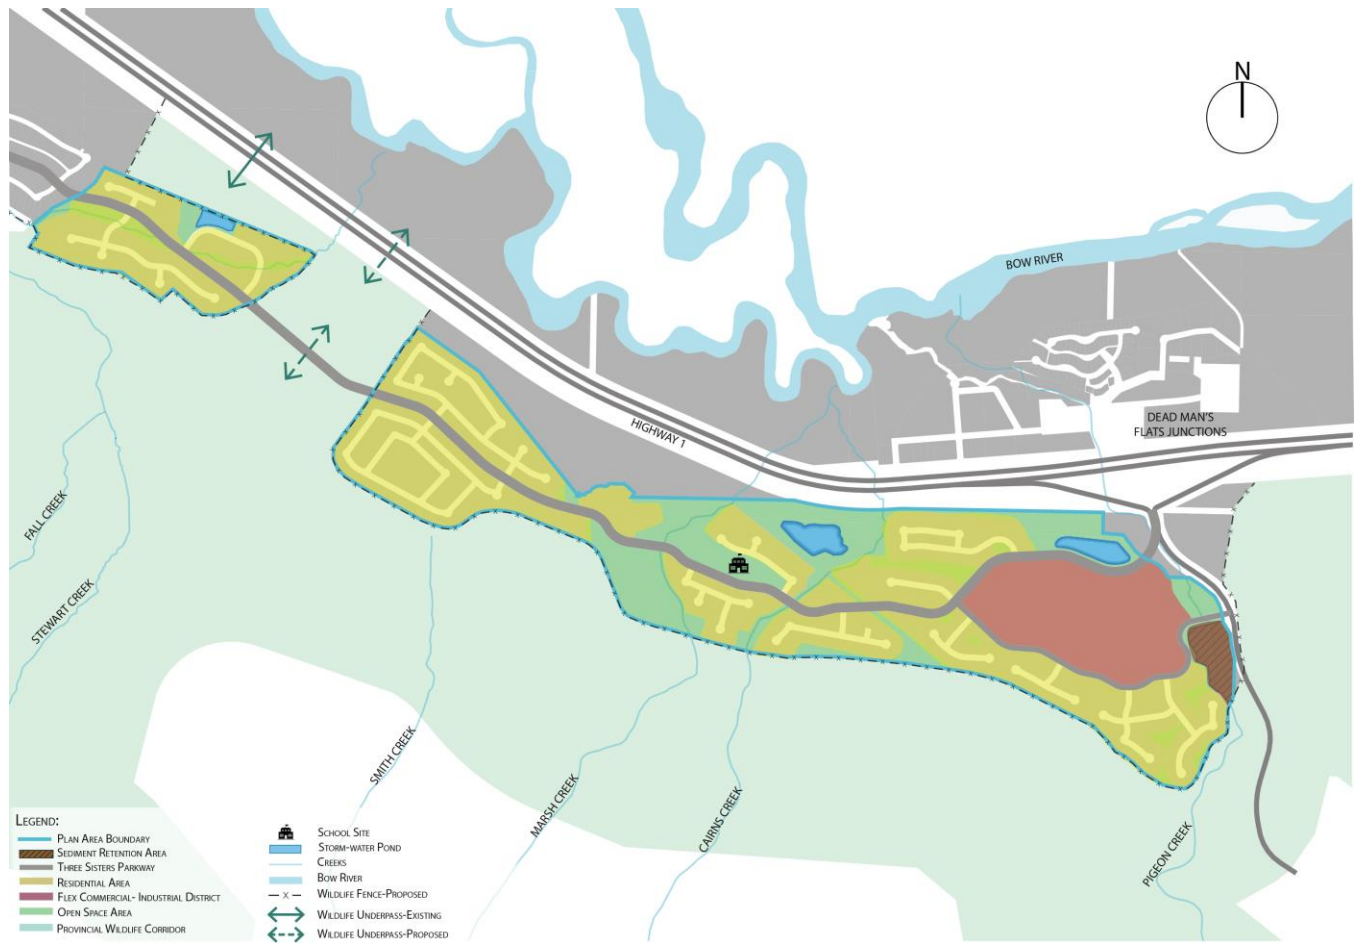 N
BOW RIVER
DEAD MAN'S
FLATS JUNCTIONS
HIGHWAY 1
FALL CREEK
STEWART CREEK
SMITH CREEK
MARSH CREEK
CAIRNS CREEK
PIGEON CREEK
LEGEND:
PLAN AREA BOUNDARY
SEDIMENT RETENTION AREA
THREE SISTERS PARKWAY
RESIDENTIAL AREA
FLEX COMMERCIAL- INDUSTRIAL DISTRICT
OPEN SPACE AREA
PROVINCIAL WILDLIFE CORRIDOR
SCHOOL SITE
STORM-WATER POND
CREEKS
BOW RIVER
WILDLIFE FENCE-PROPOSED
WILDLIFE UNDERPASS-EXISTING
WILDLIFE UNDERPASS-PROPOSED